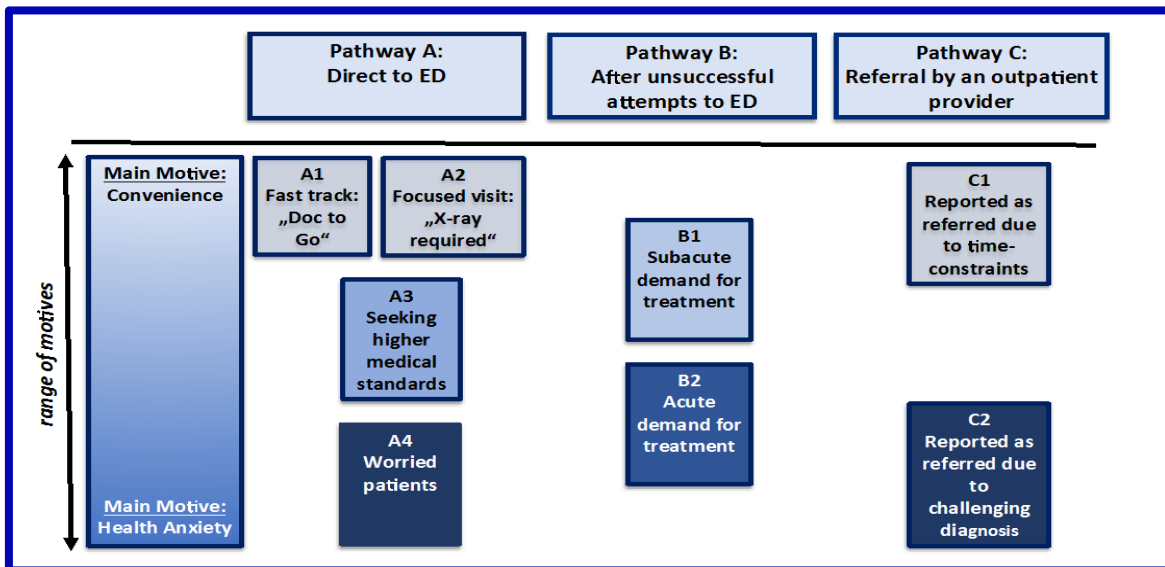 Pathway A:
Direct to ED
Pathway B:
After unsuccessful
attempts to ED
Pathway C:
Referral by an outpatient
provider
range of motives
Main Motive:
Convenience
Main Motive:
Health Anxiety
A1
Fast track:
„Doc to
Go“
A2
Focused visit:
„X-ray
required“
A3
Seeking
higher
medical
standards
A4
Worried
patients
B1
Subacute
demand for
treatment
B2
Acute
demand for
treatment
C1
Reported as
referred due
to time-
constraints
C2
Reported as
referred due
to
challenging
diagnosis